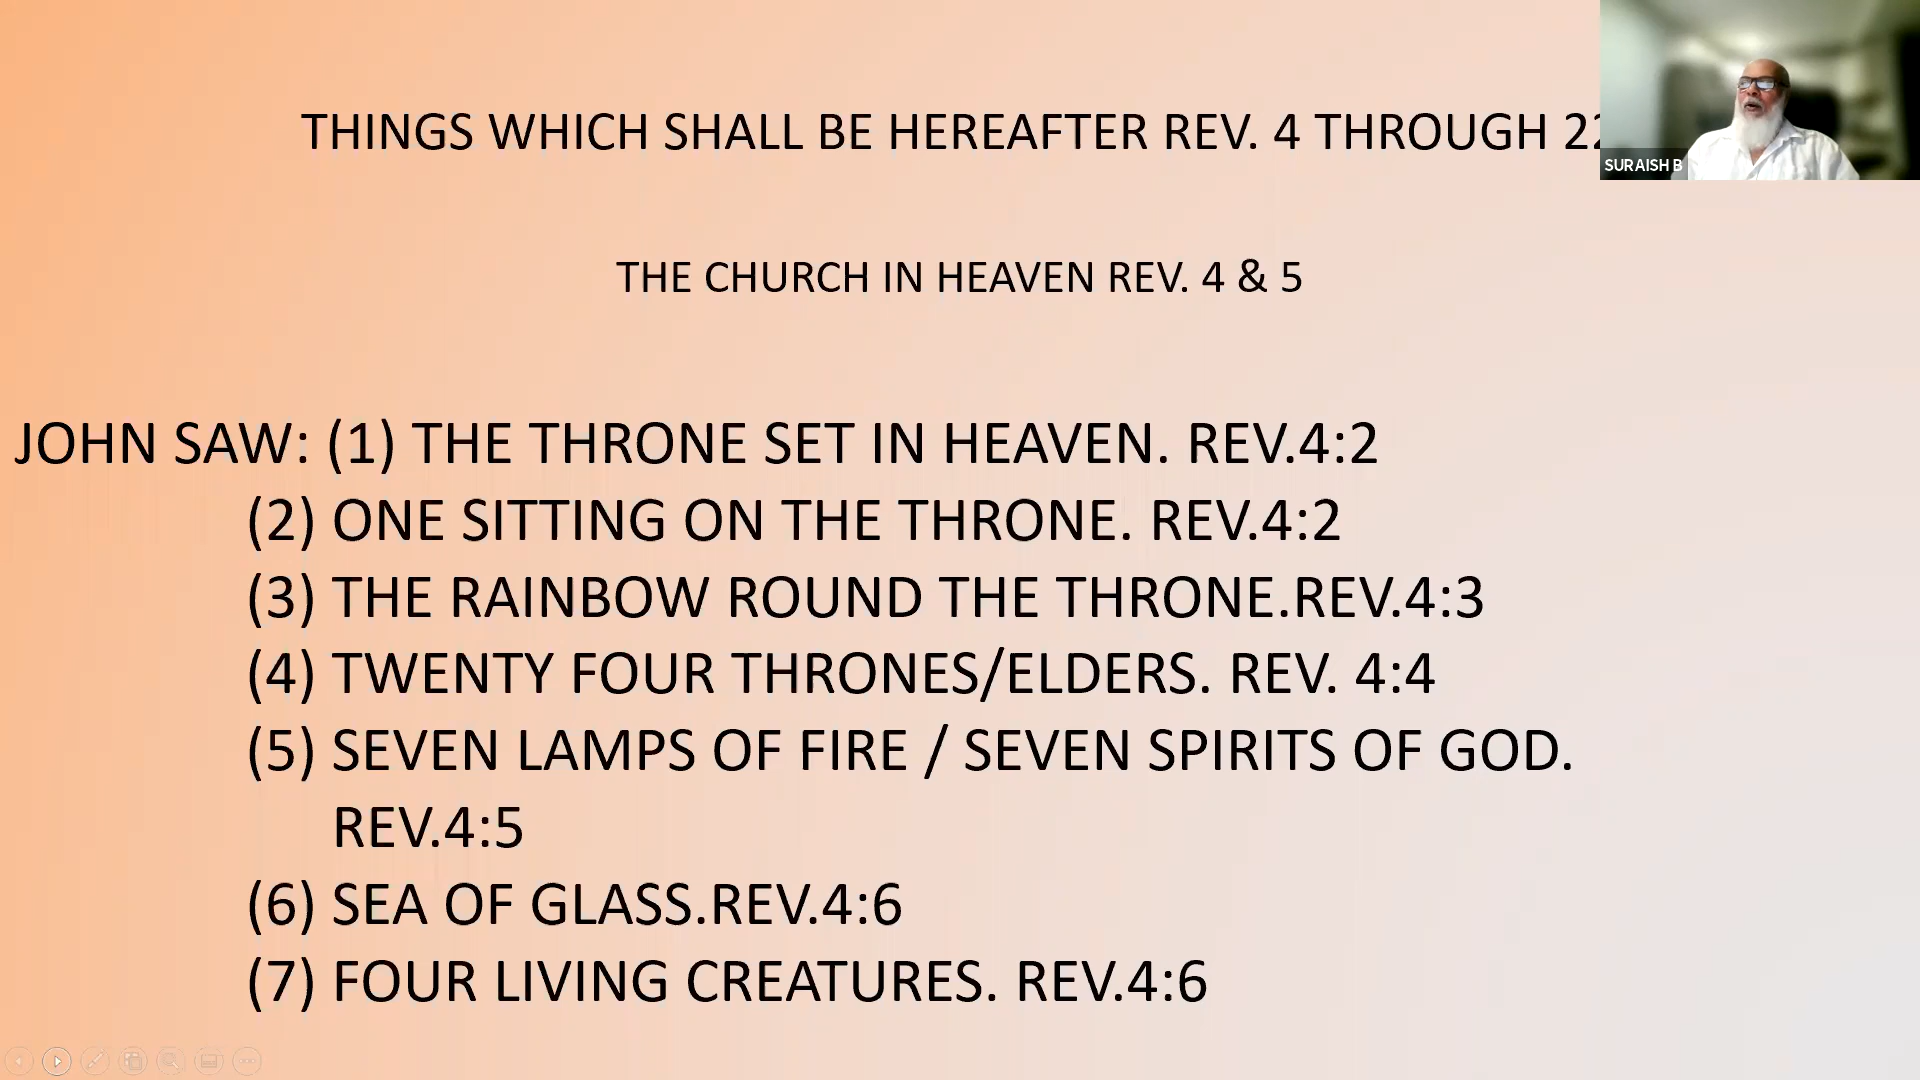 THINGS WHICH SHALL BE HEREAFTER REV. 4 THROUGH 22
SURAISH B
THE CHURCH IN HEAVEN REV. 4 & 5
JOHN SAW: (1) THE THRONE SET IN HEAVEN. REV.4:2
(2) ONE SITTING ON THE THRONE. REV.4:2
(3) THE RAINBOW ROUND THE THRONE.REV.4:3
(4) TWENTY FOUR THRONES/ELDERS. REV. 4:4
(5) SEVEN LAMPS OF FIRE / SEVEN SPIRITS OF GOD.
REV.4:5
(6) SEA OF GLASS.REV.4:6
(7) FOUR LIVING CREATURES. REV.4:6